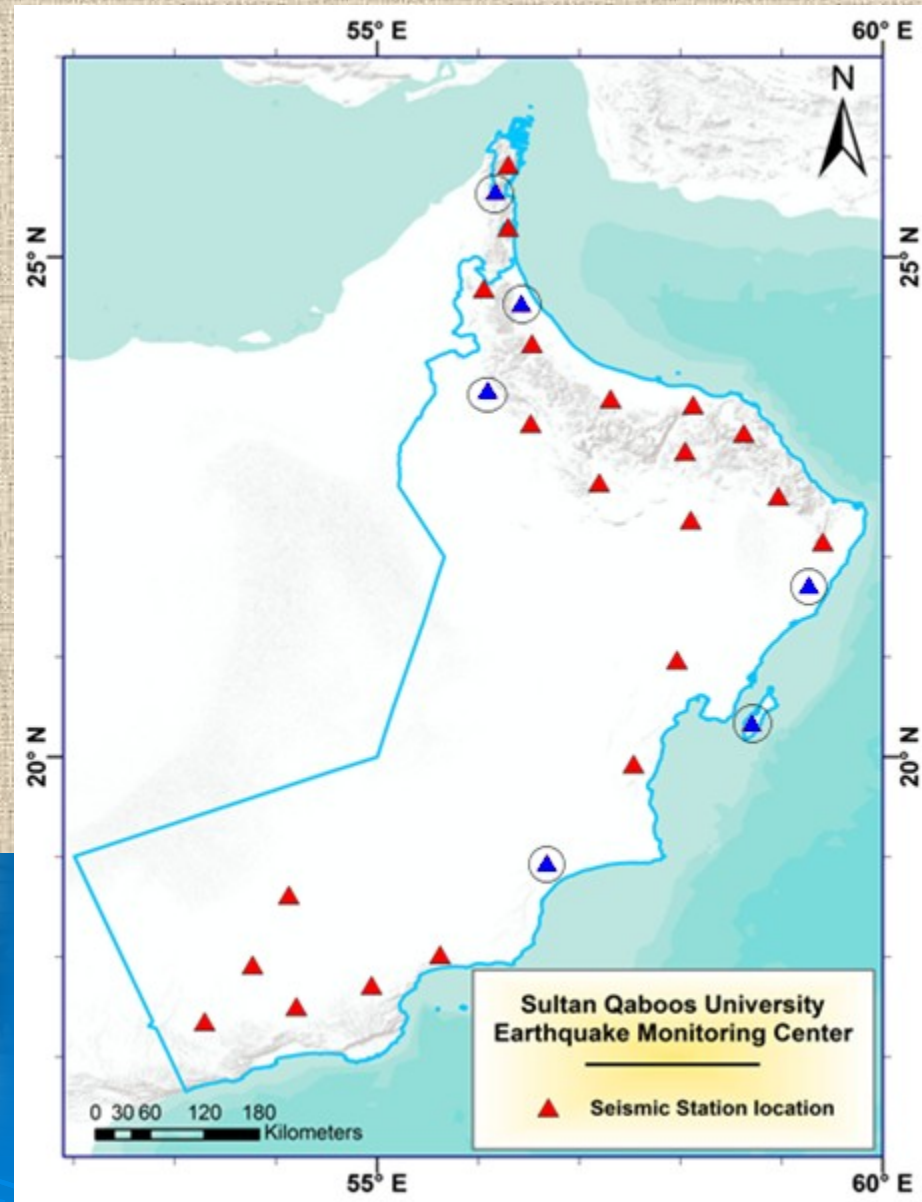 55° E
60° E
N
25° N
25° N
20° N
20° N
Sultan Qaboos University
Earthquake Monitoring Center
Seismic Station location
0 30 60 120 180
Kilometers
55° E
60° E